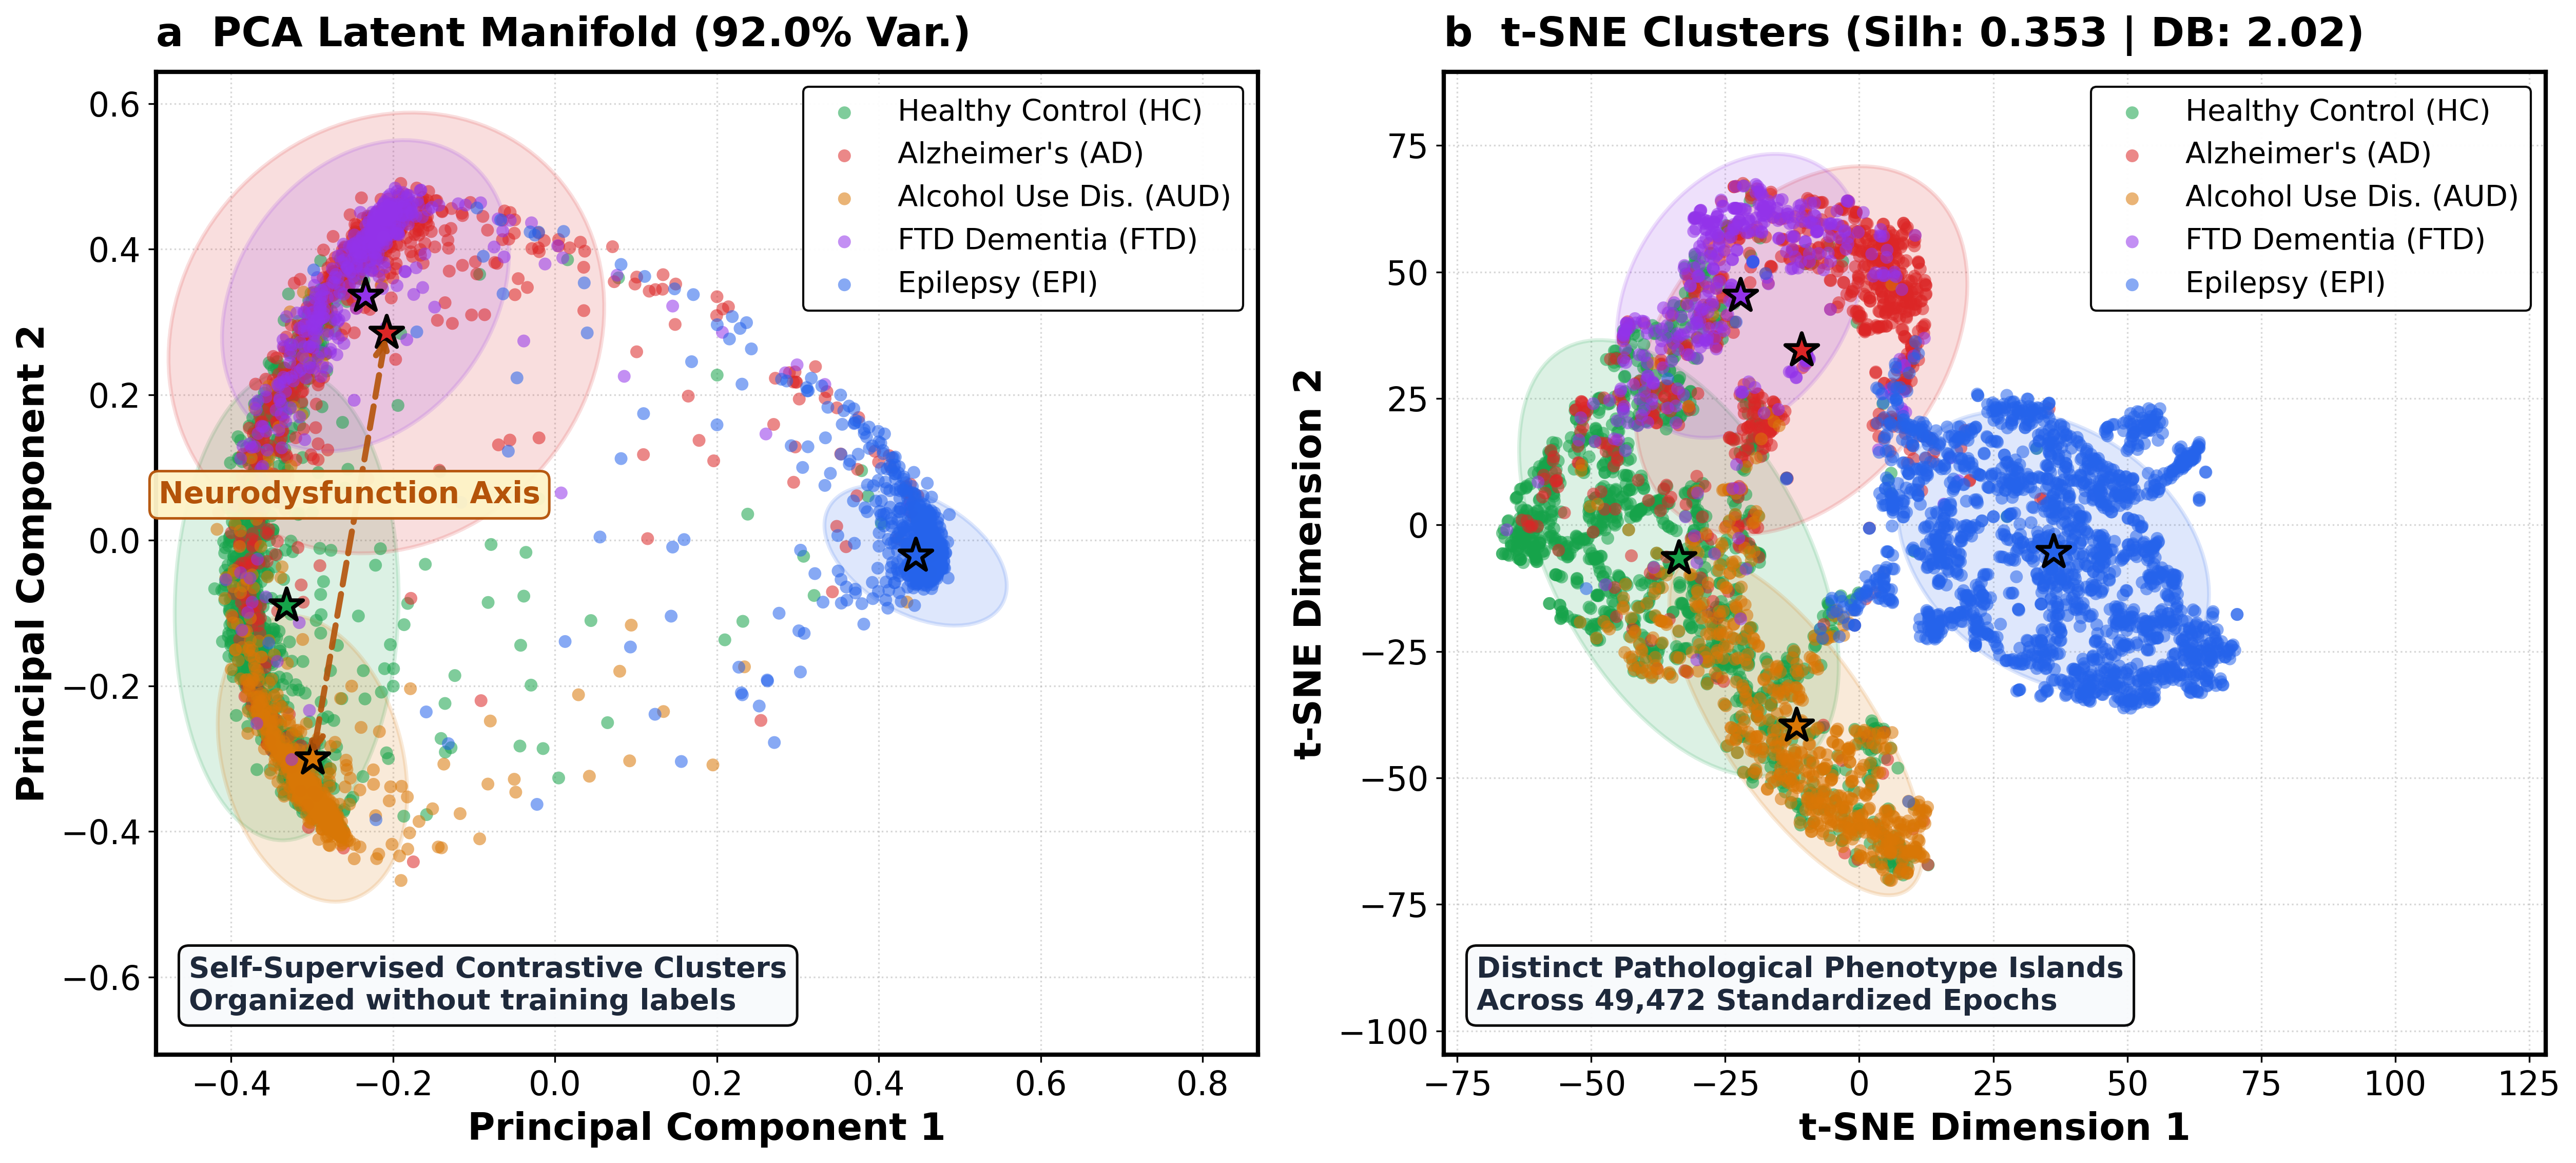 a  PCA Latent Manifold (92.0% Var.)
Principal Component 2
0.6
0.4
0.2
0.0
−0.2
−0.4
−0.6
Healthy Control (HC)
Alzheimer's (AD)
Alcohol Use Dis. (AUD)
FTD Dementia (FTD)
Epilepsy (EPI)
Neurodysfunction Axis
Self-Supervised Contrastive Clusters
Organized without training labels
−0.4 −0.2 0.0 0.2 0.4 0.6 0.8
Principal Component 1
b  t-SNE Clusters (Silh: 0.353 | DB: 2.02)
t-SNE Dimension 2
75
50
25
0
−25
−50
−75
−100
Healthy Control (HC)
Alzheimer's (AD)
Alcohol Use Dis. (AUD)
FTD Dementia (FTD)
Epilepsy (EPI)
Distinct Pathological Phenotype Islands
Across 49,472 Standardized Epochs
−75 −50 −25 0 25 50 75 100 125
t-SNE Dimension 1